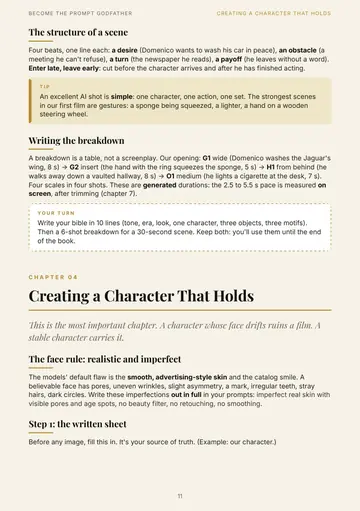 BECOME THE PROMPT GODFATHER
CREATING A CHARACTER THAT HOLDS
The structure of a scene
Four beats, one line each: a desire (Domenico wants to wash his car in peace), an obstacle (a
meeting he can't refuse), a turn (the newspaper he reads), a payoff (he leaves without a word).
Enter late, leave early: cut before the character arrives and after he has finished acting.
TIP
An excellent AI shot is simple: one character, one action, one set. The strongest scenes
in our first film are gestures: a sponge being squeezed, a lighter, a hand on a wooden
steering wheel.
Writing the breakdown
A breakdown is a table, not a screenplay. Our opening: G1 wide (Domenico washes the Jaguar's
wing, 8 s) → G2 insert (the hand with the ring squeezes the sponge, 5 s) → H1 from behind (he
walks away down a vaulted hallway, 8 s) → O1 medium (he lights a cigarette at the desk, 7 s).
Four scales in four shots. These are generated durations: the 2.5 to 5.5 s pace is measured on
screen, after trimming (chapter 7).
YOUR TURN
Write your bible in 10 lines (tone, era, look, one character, three objects, three motifs).
Then a 6-shot breakdown for a 30-second scene. Keep both: you'll use them until the end
of the book.
CHAPTER 04
Creating a Character That Holds
This is the most important chapter. A character whose face drifts ruins a film. A
stable character carries it.
The face rule: realistic and imperfect
The models' default flaw is the smooth, advertising-style skin and the catalog smile. A
believable face has pores, uneven wrinkles, slight asymmetry, a mark, irregular teeth, stray
hairs, dark circles. Write these imperfections out in full in your prompts: imperfect real skin with
visible pores and age spots, no beauty filter, no retouching, no smoothing.
Step 1: the written sheet
Before any image, fill this in. It's your source of truth. (Example: our character.)
11